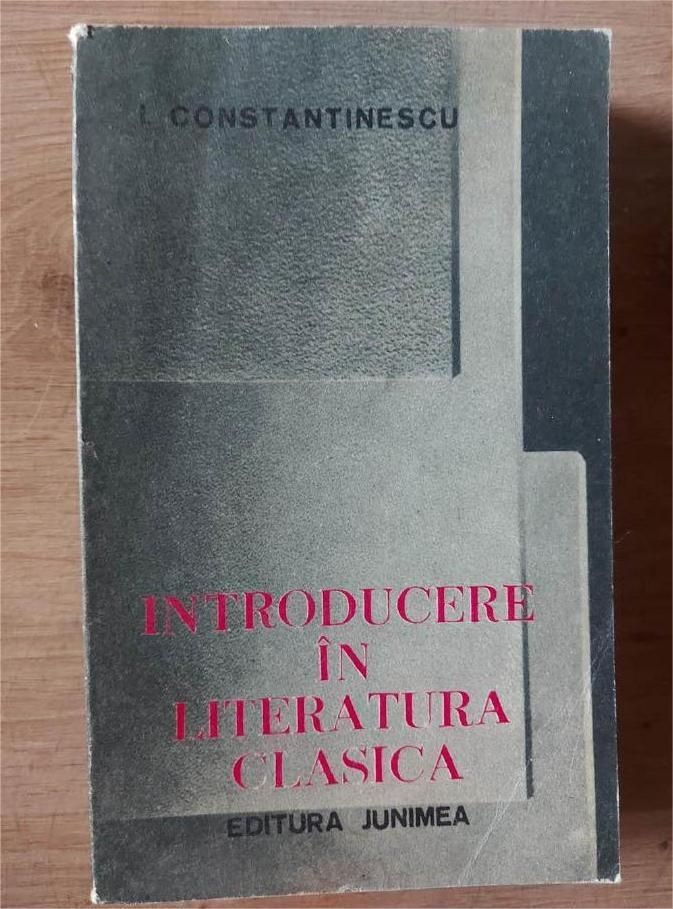 I. CONSTANTINESCU
INTRODUCERE
ÎN
LITERATURA
CLASICA
EDITURA JUNIMEA